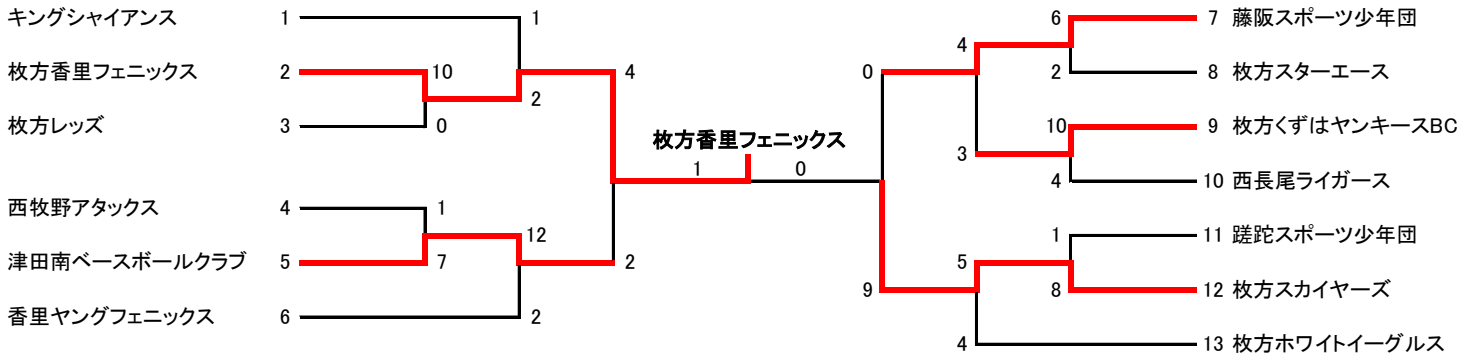 キングシャイアンス 1 1 6 7 藤阪スポーツ少年団
4
枚方香里フェニックス 2 10 4 0 2 8 枚方スターエース
2
枚方レッズ 3 0 10 9 枚方くずはヤンキースBC
枚方香里フェニックス 3
1 0 4 10 西長尾ライガース
西牧野アタックス 4 1
12 1 11 蹉跎スポーツ少年団
津田南ベースボールクラブ 5 7 2 5
9 8 12 枚方スカイヤーズ
香里ヤングフェニックス 6 2
4 13 枚方ホワイトイーグルス